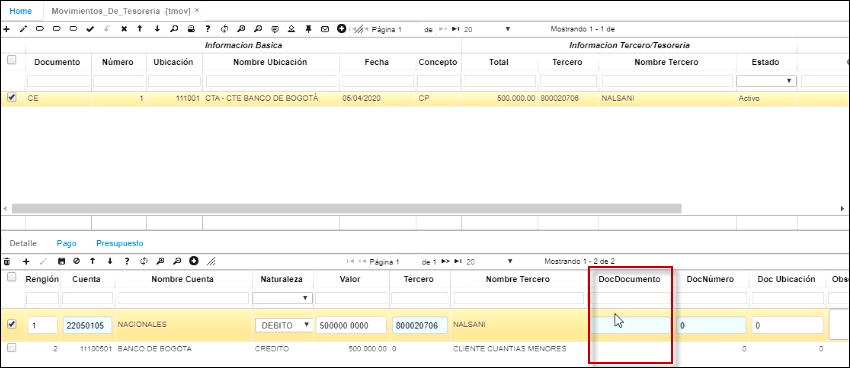 Home Movimientos_De_Tesoreria -[tmov] ×
Página 1 de 20 Mostrando 1 - 1 de
Informacion Basica Informacion Tercero/Tesoreria
Documento Número Ubicación Nombre Ubicación Fecha Concepto Total Tercero Nombre Tercero Estado
CE 1 111001 CTA - CTE BANCO DE BOGOTÁ 05/04/2020 CP 500.000,00 800020706 NALSANI Activo
Detalle Pago Presupuesto
Página 1 de 1 20 Mostrando 1 - 2 de 2
Renglón Cuenta Nombre Cuenta Naturaleza Valor Tercero Nombre Tercero DocDocumento DocNúmero Doc Ubicación
1 22050105 NACIONALES DEBITO 500000.0000 800020706 NALSANI 0 0
2 11100501 BANCO DE BOGOTA CREDITO 500.000,00 0 CLIENTE CUANTIAS MENORES 0 0